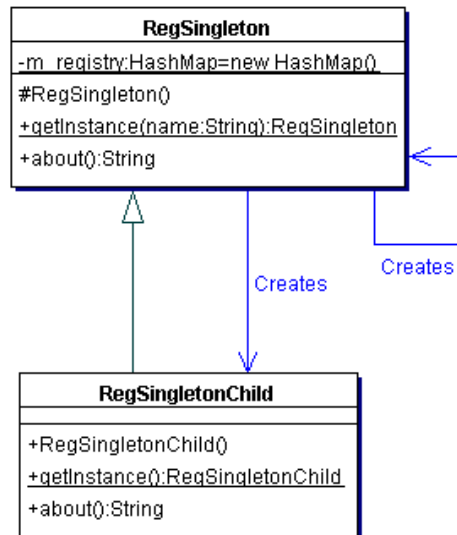 RegSingleton
-m_registry:HashMap=new HashMap()
#RegSingleton()
+getInstance(name:String):RegSingleton
+about():String
Creates
Creates
RegSingletonChild
+RegSingletonChild()
+getInstance():RegSingletonChild
+about():String